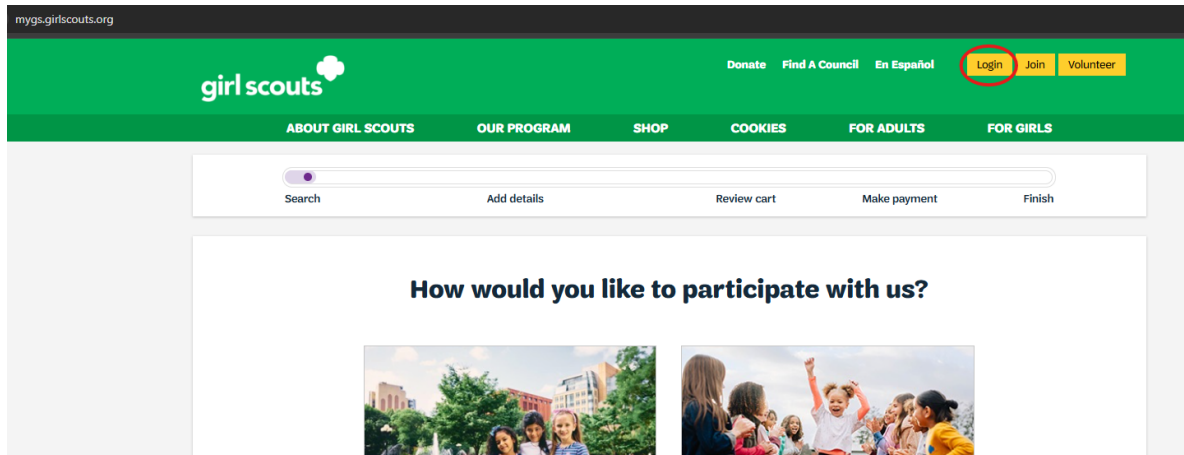 mygs.girlscouts.org
girl scouts
Donate Find A Council En Español Login Join Volunteer
ABOUT GIRL SCOUTS OUR PROGRAM SHOP COOKIES FOR ADULTS FOR GIRLS
Search Add details Review cart Make payment Finish
How would you like to participate with us?